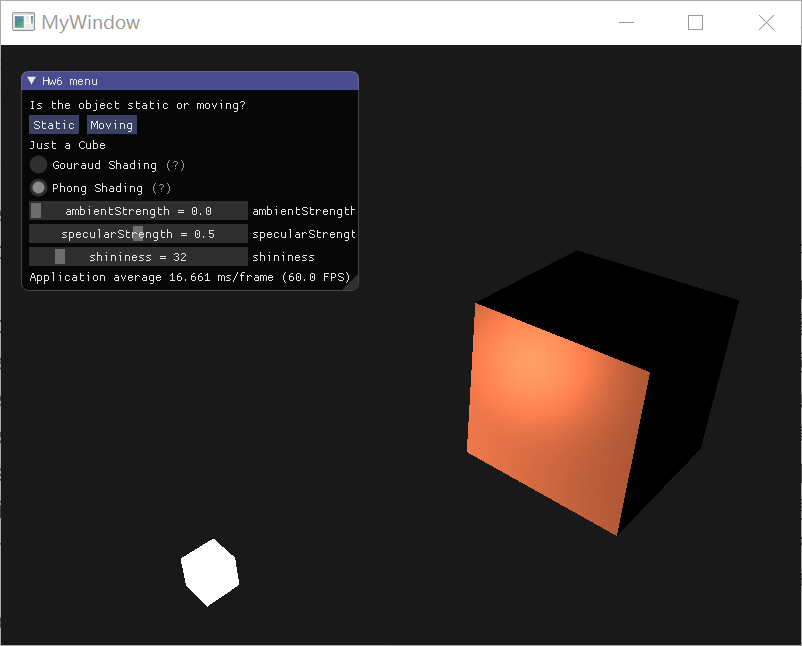 MyWindow
Hw6 menu
Is the object static or moving?
Static Moving
Just a Cube
Gouraud Shading (?)
Phong Shading (?)
ambientStrength = 0.0 ambientStrength
specularStrength = 0.5 specularStrengt
shininess = 32 shininess
Application average 16.661 ms/frame (60.0 FPS)